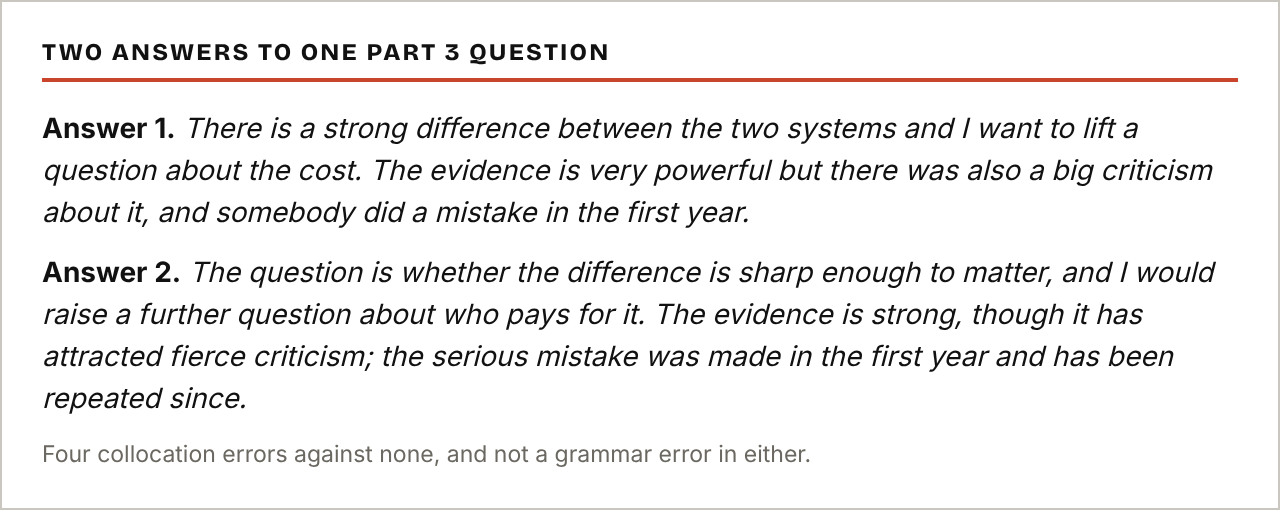 TWO ANSWERS TO ONE PART 3 QUESTION
Answer 1. There is a strong difference between the two systems and I want to lift a
question about the cost. The evidence is very powerful but there was also a big criticism
about it, and somebody did a mistake in the first year.
Answer 2. The question is whether the difference is sharp enough to matter, and I would
raise a further question about who pays for it. The evidence is strong, though it has
attracted fierce criticism; the serious mistake was made in the first year and has been
repeated since.
Four collocation errors against none, and not a grammar error in either.